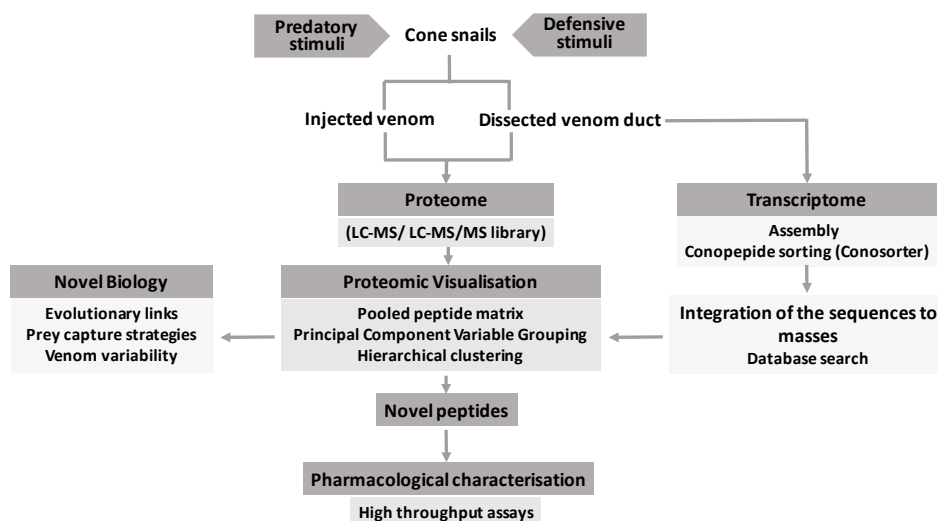 Predatory
stimuli
Cone snails
Defensive
stimuli
Injected venom
Dissected venom duct
Proteome
(LC-MS/ LC-MS/MS library)
Transcriptome
Assembly
Conopepide sorting (Conosorter)
Novel Biology
Evolutionary links
Prey capture strategies
Venom variability
Proteomic Visualisation
Pooled peptide matrix
Principal Component Variable Grouping
Hierarchical clustering
Integration of the sequences to
masses
Database search
Novel peptides
Pharmacological characterisation
High throughput assays